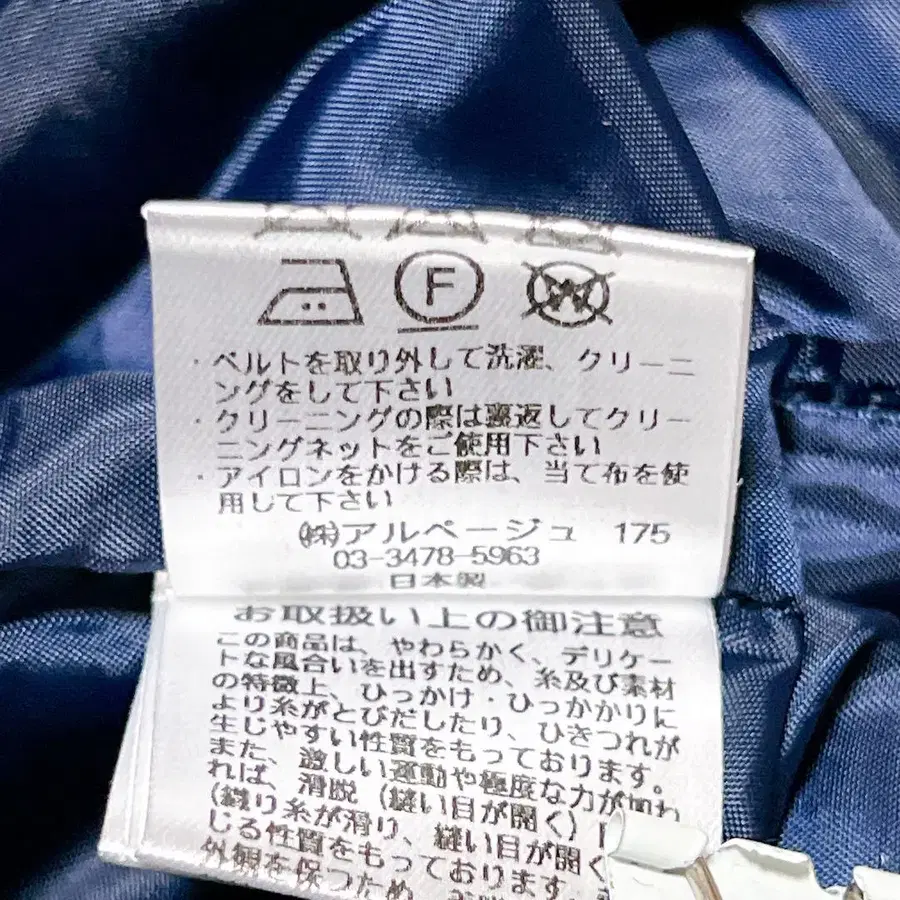 F
W
・ベルトを取り外して洗濯、クリーニ
ングをして下さい
・クリーニングの際は裏返してクリー
ニングネットをご使用下さい
・アイロンをかける際は、当て布を使
用して下さい
㈱アルページュ 175
03-3478-5963
日本製
お取扱い上の御注意
この商品は、やわらかく、デリケー
トな風合いを出すため、糸及び素材
の特徴上、ひっかけ・ひっかかりに
より糸がとびだしたり、ひきつれが
生じやすい性質をもっております。
また、激しい運動や極度な力が加わ
れば、滑脱（縫い目が開く）
（織り糸が滑り、縫い目が開く
じる性質をもっております
外観を保つため